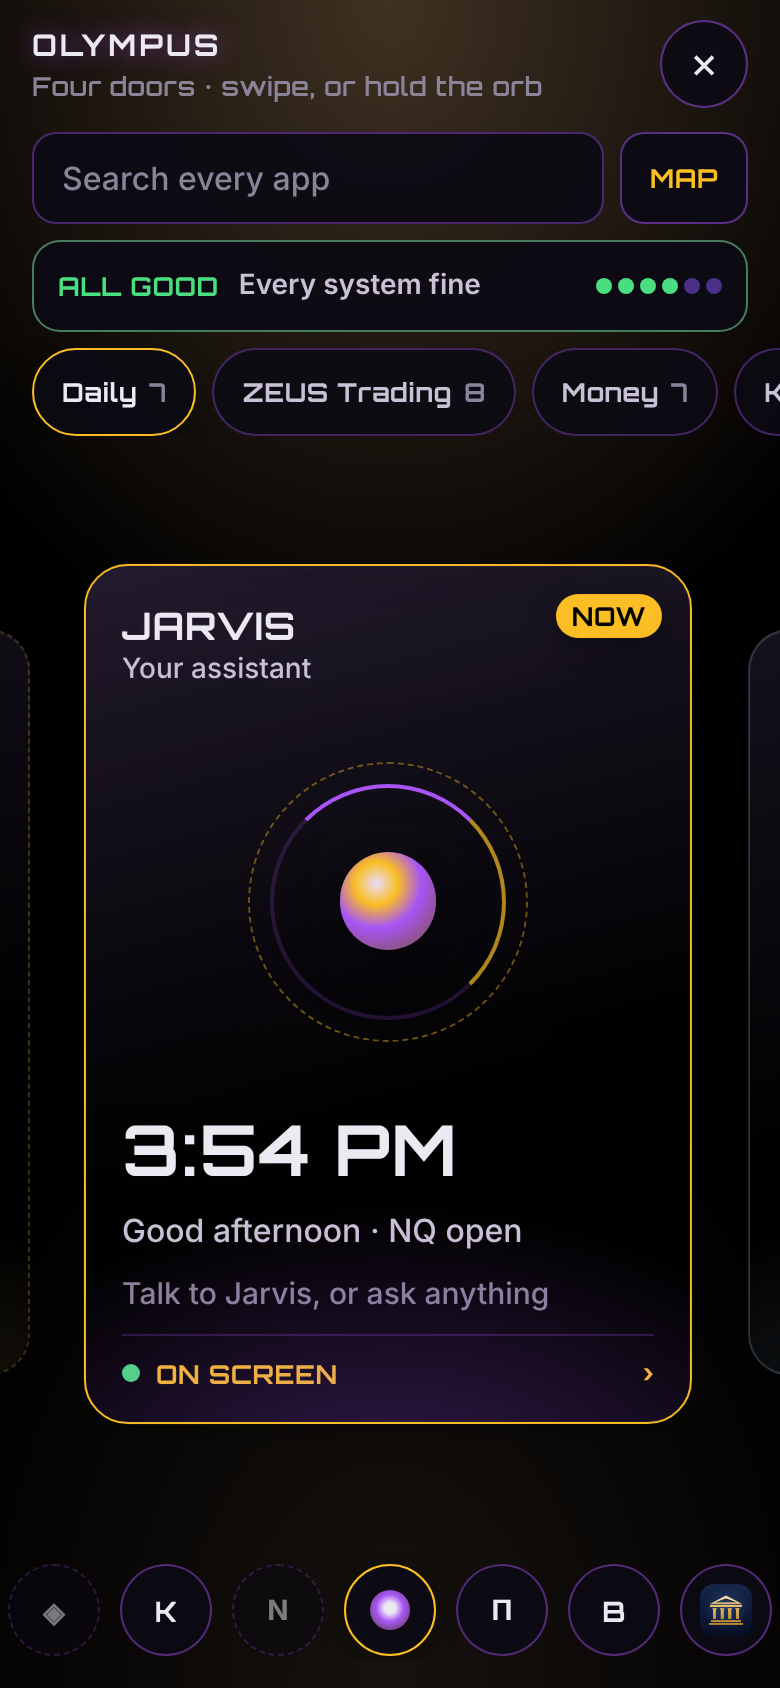 OLYMPUS
Four doors · swipe, or hold the orb
×
Search every app
MAP
ALL GOOD Every system fine
Daily 7
ZEUS Trading 8
Money 7
K
JARVIS
NOW
Your assistant
3:54 PM
Good afternoon · NQ open
Talk to Jarvis, or ask anything
ON SCREEN ›
◈ K N Π B